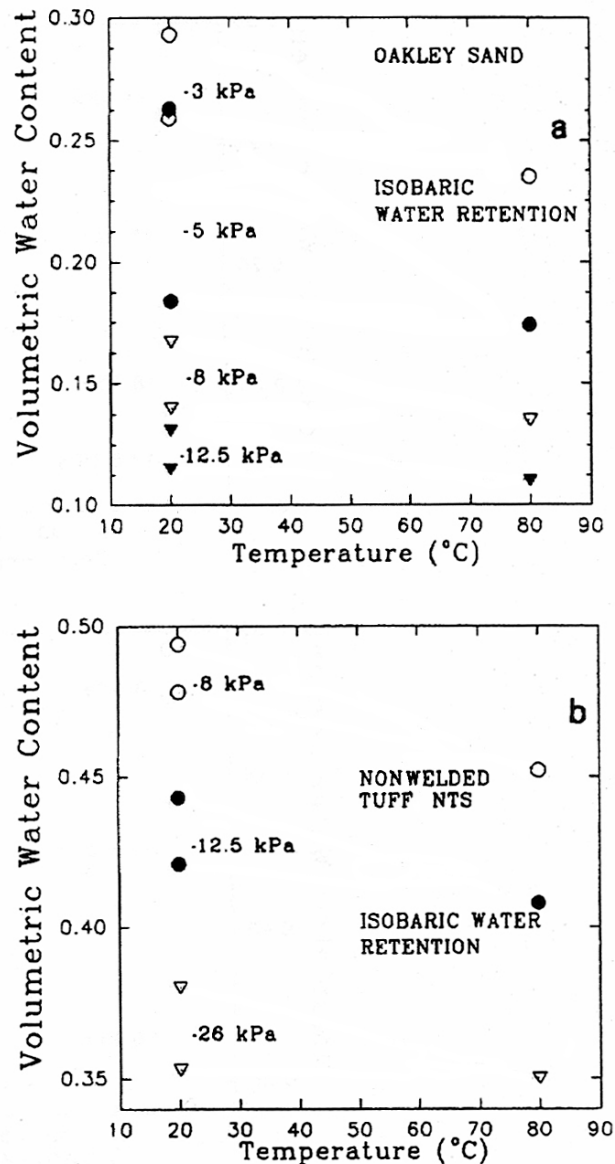 0.30
OAKLEY SAND
-3 kPa
a
0.25
ISOBARIC
WATER RETENTION
-5 kPa
0.20
-8 kPa
0.15
-12.5 kPa
0.10
10 20 30 40 50 60 70 80 90
Temperature (°C)
Volumetric Water Content
0.50
-8 kPa
b
0.45
NONWELDED
TUFF NTS
-12.5 kPa
0.40
ISOBARIC WATER
RETENTION
-26 kPa
0.35
10 20 30 40 50 60 70 80 90
Temperature (°C)
Volumetric Water Content